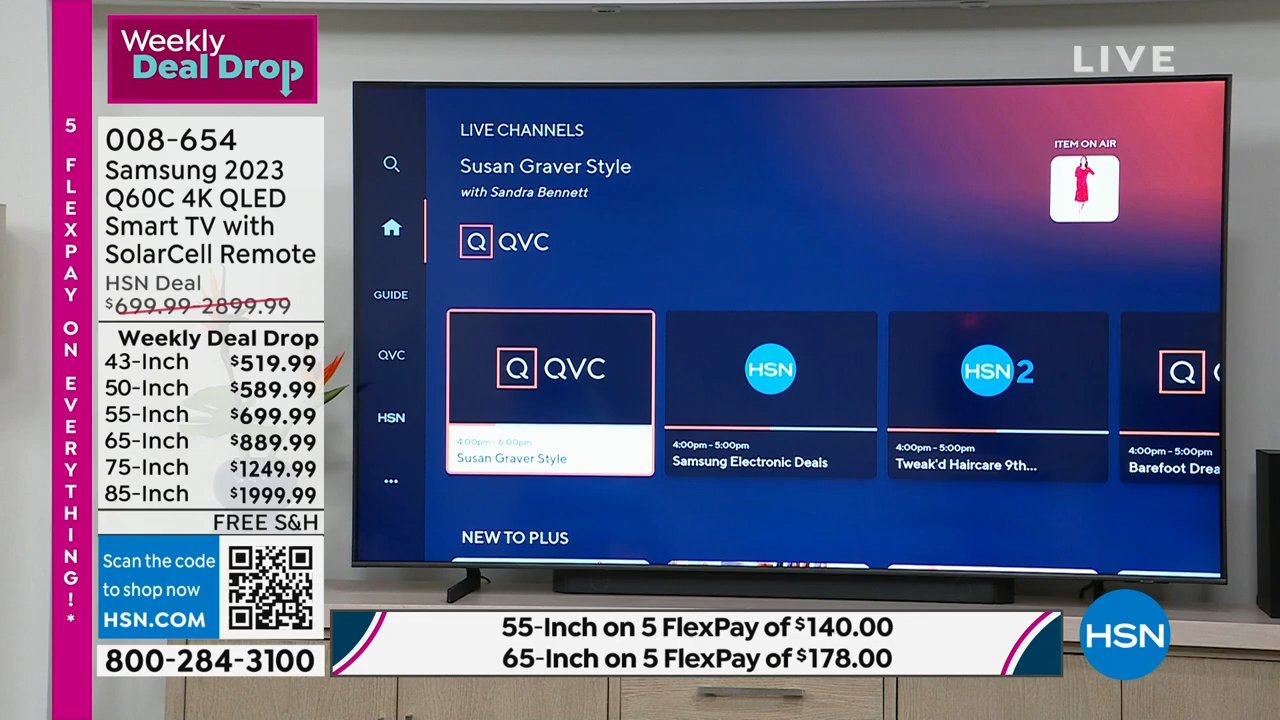 Weekly
Deal Drop
5 FLEXPAY ON EVERYTHING!*
008-654
Samsung 2023
Q60C 4K QLED
Smart TV with
SolarCell Remote
HSN Deal
$699.99-2899.99
Weekly Deal Drop
43-Inch $519.99
50-Inch $589.99
55-Inch $699.99
65-Inch $889.99
75-Inch $1249.99
85-Inch $1999.99
FREE S&H
Scan the code
to shop now
HSN.COM
800-284-3100
LIVE
LIVE CHANNELS
Susan Graver Style
with Sandra Bennett
Q QVC
ITEM ON AIR
GUIDE
QVC
HSN
Q QVC
4:00pm - 6:00pm
Susan Graver Style
HSN
4:00pm - 5:00pm
Samsung Electronic Deals
HSN 2
4:00pm - 5:00pm
Tweak'd Haircare 9th...
Q
4:00pm - 5:00pm
Barefoot Drea
NEW TO PLUS
55-Inch on 5 FlexPay of $140.00
65-Inch on 5 FlexPay of $178.00
HSN